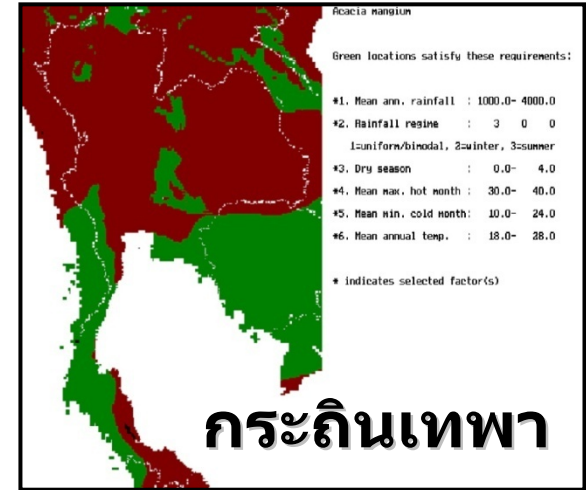 Acacia mangium
Green locations satisfy these requirements:
*1. Mean ann. rainfall : 1000.0- 4000.0
*2. Rainfall regime : 3 0 0
1=uniform/bimodal, 2=winter, 3=summer
*3. Dry season : 0.0- 4.0
*4. Mean max. hot month : 30.0- 40.0
*5. Mean min. cold month: 10.0- 24.0
*6. Mean annual temp. : 18.0- 28.0
* indicates selected factor(s)
กระถินเทพา